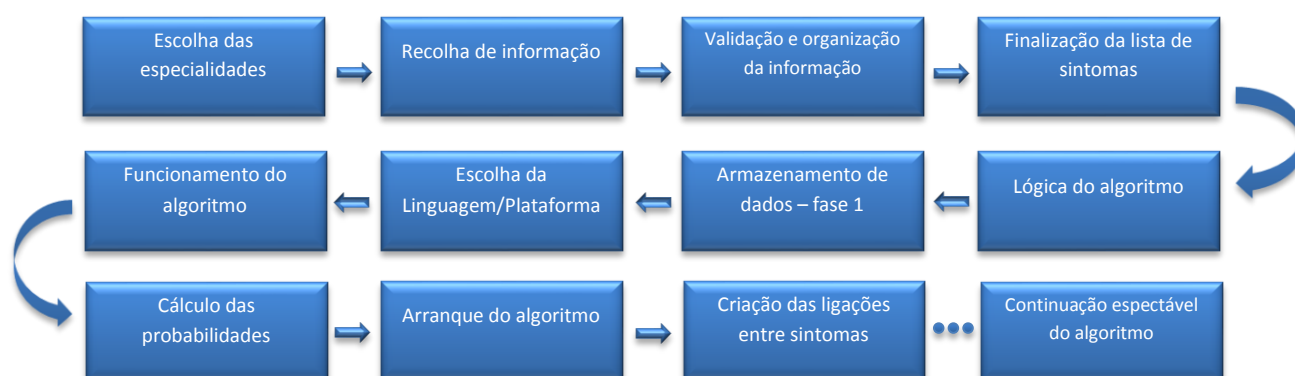 Escolha das
especialidades
Recolha de informação
Validação e organização
da informação
Finalização da lista de
sintomas
Lógica do algoritmo
Armazenamento de
dados – fase 1
Escolha da
Linguagem/Plataforma
Funcionamento do
algoritmo
Cálculo das
probabilidades
Arranque do algoritmo
Criação das ligações
entre sintomas
Continuação espectável
do algoritmo